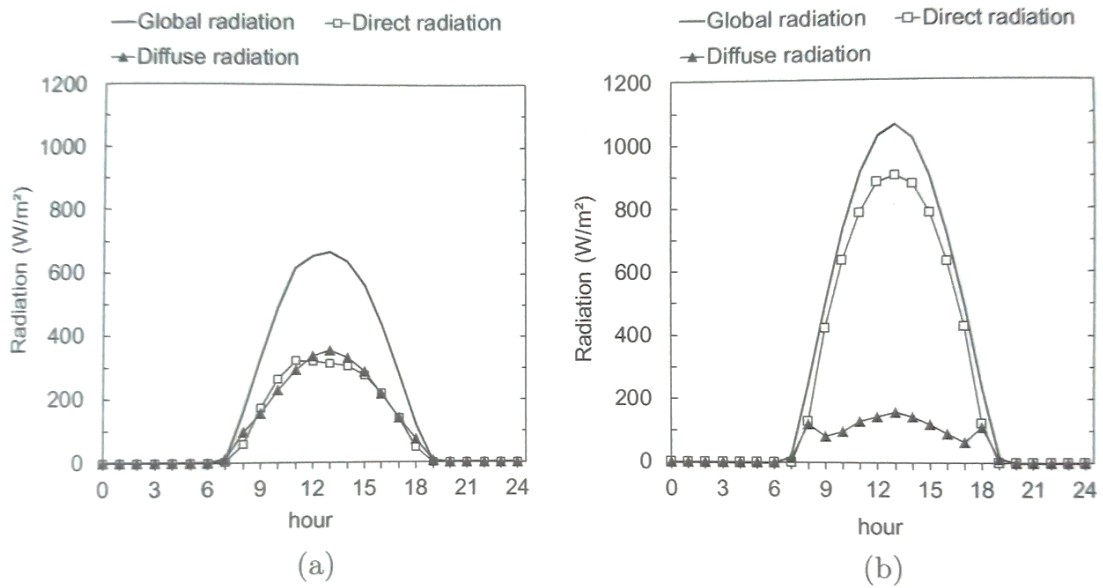 Global radiation Direct radiation
Diffuse radiation
1200
1000
800
600
400
200
0
Radiation (W/m²)
0 3 6 9 12 15 18 21 24
hour
(a)
Global radiation Direct radiation
Diffuse radiation
1200
1000
800
600
400
200
0
Radiation (W/m²)
0 3 6 9 12 15 18 21 24
hour
(b)